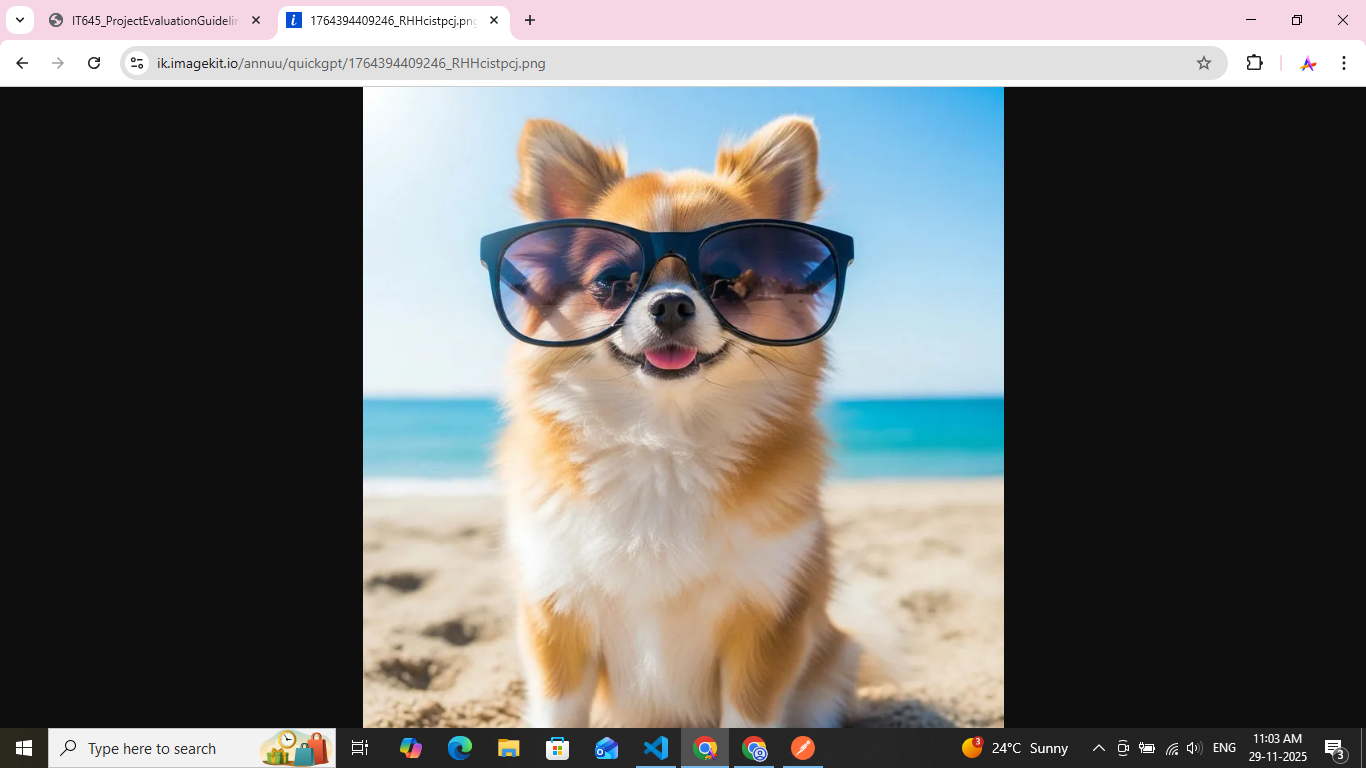 IT645_ProjectEvaluationGuidelin
1764394409246_RHHcistpcj.png
ik.imagekit.io/annuu/quickgpt/1764394409246_RHHcistpcj.png
Type here to search
3
24°C Sunny
ENG
11:03 AM
29-11-2025
3